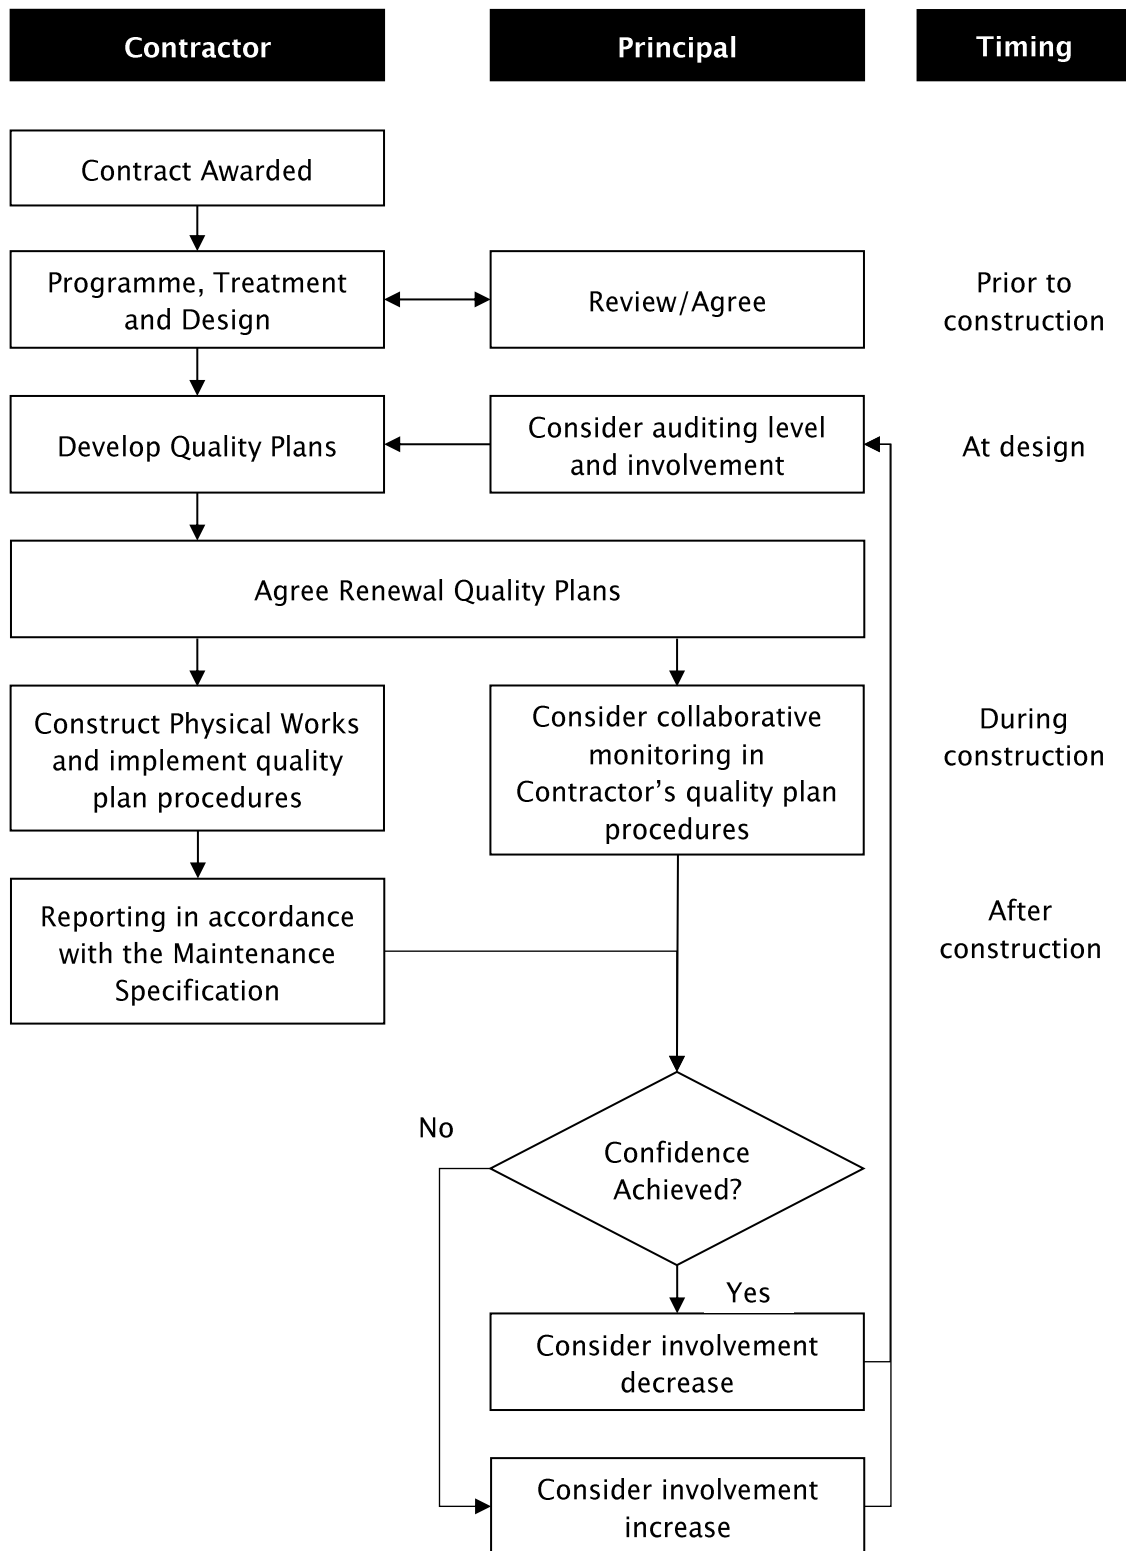 Contractor
Principal
Timing
Contract Awarded
Programme, Treatment
and Design
Review/Agree
Prior to
construction
Develop Quality Plans
Consider auditing level
and involvement
At design
Agree Renewal Quality Plans
Construct Physical Works
and implement quality
plan procedures
Consider collaborative
monitoring in
Contractor’s quality plan
procedures
During
construction
Reporting in accordance
with the Maintenance
Specification
After
construction
No
Confidence
Achieved?
Yes
Consider involvement
decrease
Consider involvement
increase